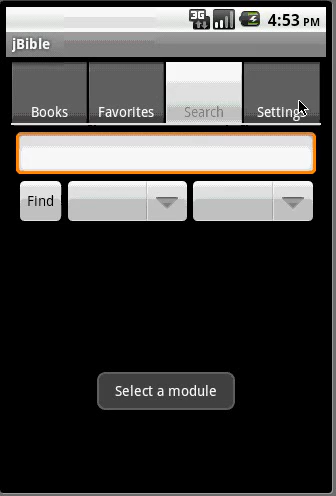 3G 4:53 PM
jBible
Books Favorites Search Settings
Find
Select a module